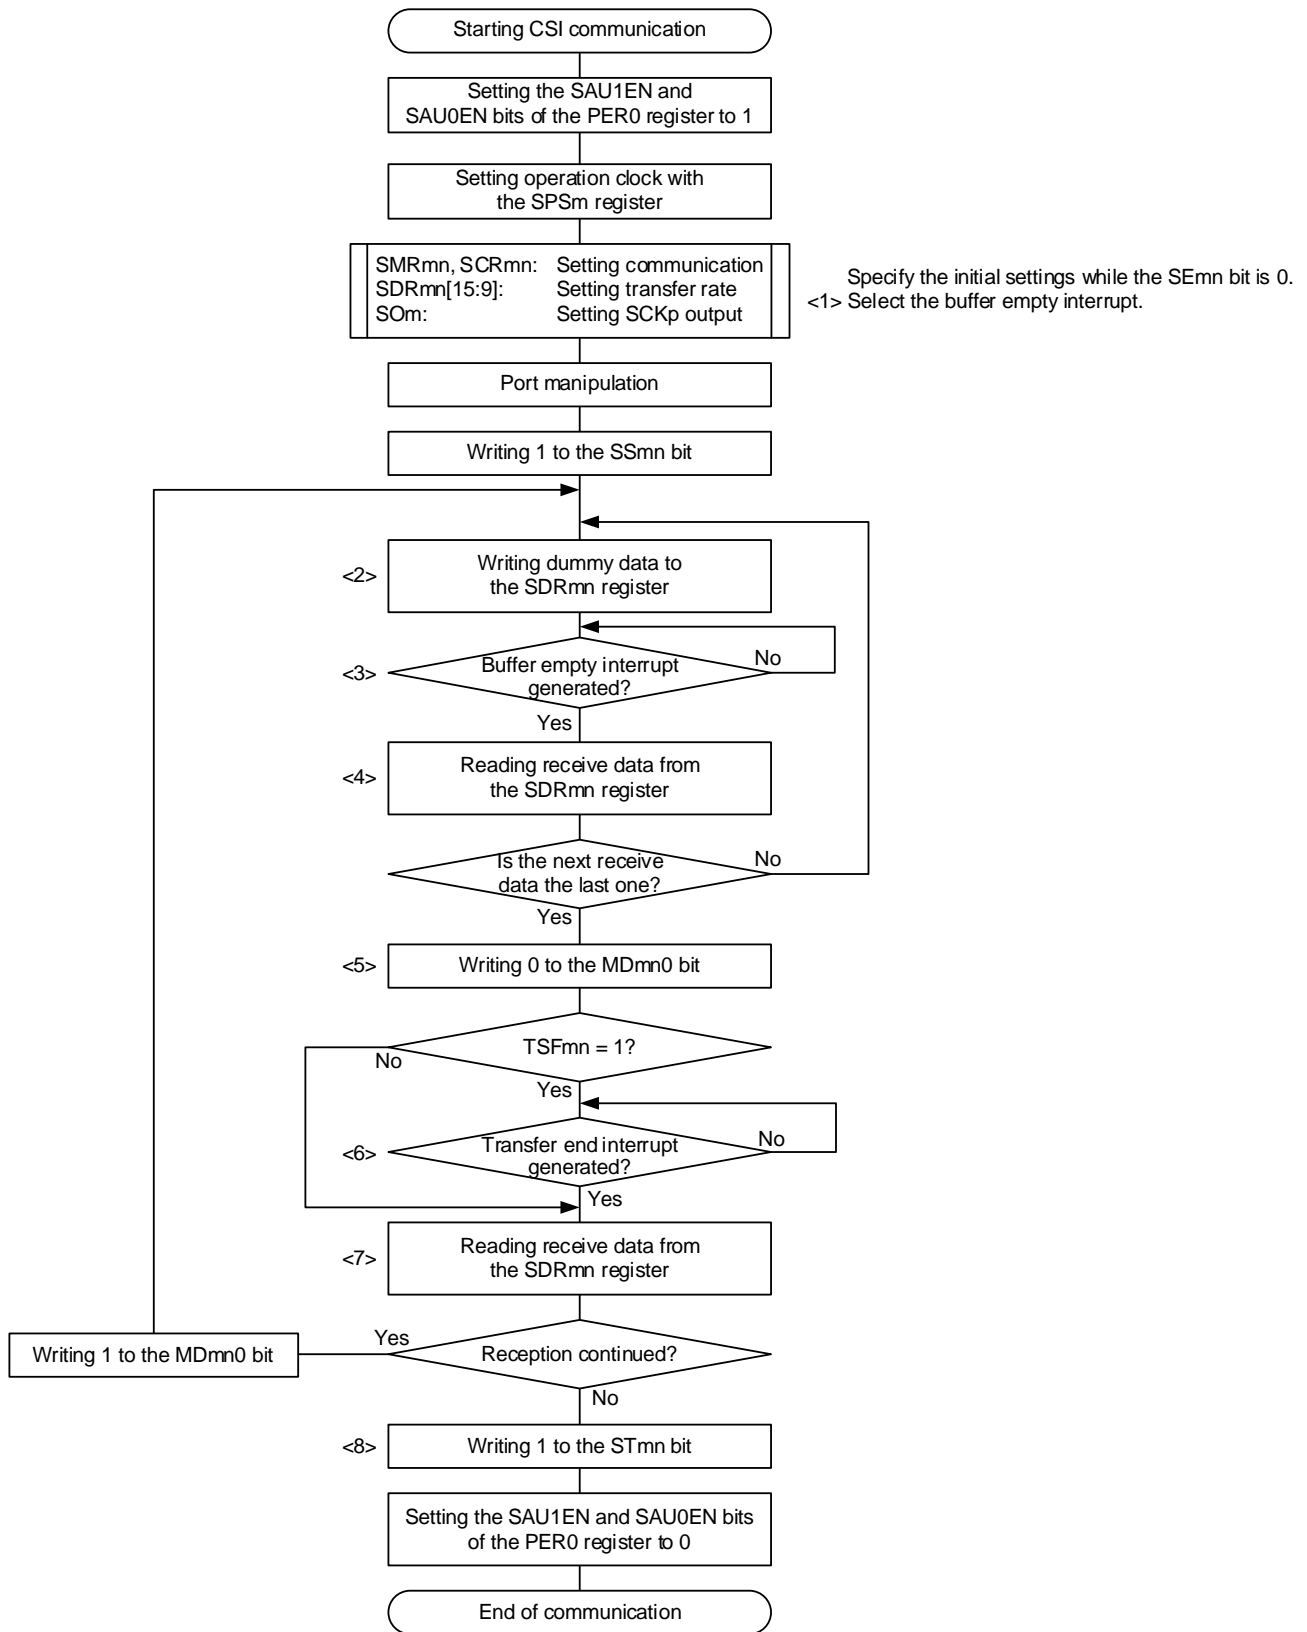 Starting CSI communication
Setting the SAU1EN and
SAU0EN bits of the PER0 register to 1
Setting operation clock with
the SPSm register
SMRmn, SCRmn: Setting communication
SDRmn[15:9]: Setting transfer rate
SOm: Setting SCKp output
Specify the initial settings while the SEmn bit is 0.
<1> Select the buffer empty interrupt.
Port manipulation
Writing 1 to the SSmn bit
<2>
Writing dummy data to
the SDRmn register
<3>
Buffer empty interrupt
generated?
No
Yes
<4>
Reading receive data from
the SDRmn register
Is the next receive
data the last one?
No
Yes
<5>
Writing 0 to the MDmn0 bit
TSFmn = 1?
No
Yes
<6>
Transfer end interrupt
generated?
No
Yes
<7>
Reading receive data from
the SDRmn register
Writing 1 to the MDmn0 bit
Yes
Reception continued?
No
<8>
Writing 1 to the STmn bit
Setting the SAU1EN and SAU0EN bits
of the PER0 register to 0
End of communication